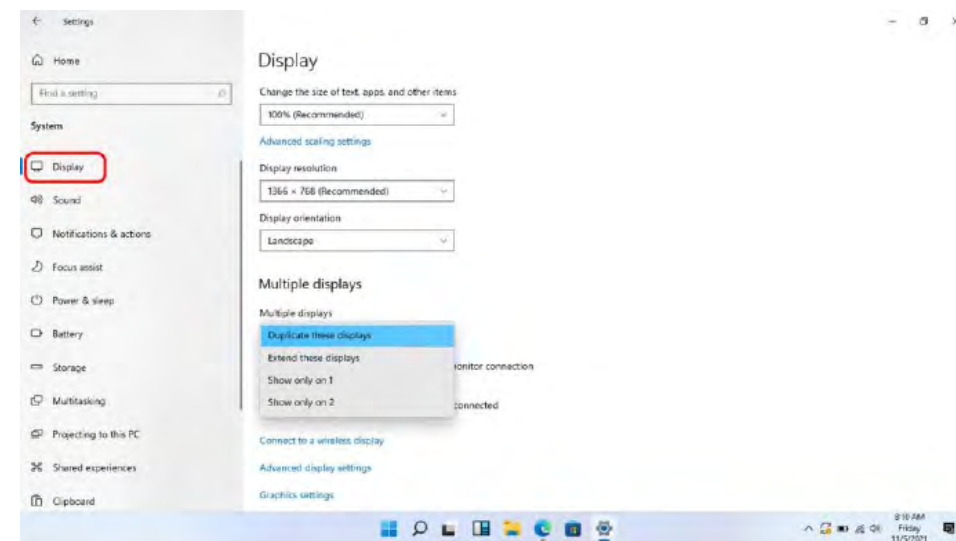 Settings
Home
Find a setting
System
Display
Sound
Notifications & actions
Focus assist
Power & sleep
Battery
Storage
Multitasking
Projecting to this PC
Shared experiences
Clipboard
Display
Change the size of text, apps, and other items
100% (Recommended)
Advanced scaling settings
Display resolution
1366 × 768 (Recommended)
Display orientation
Landscape
Multiple displays
Multiple displays
Duplicate these displays
Extend these displays
Show only on 1
Show only on 2
onitor connection
connected
Connect to a wireless display
Advanced display settings
Graphics settings
8:10 AM
Friday
11/5/2021